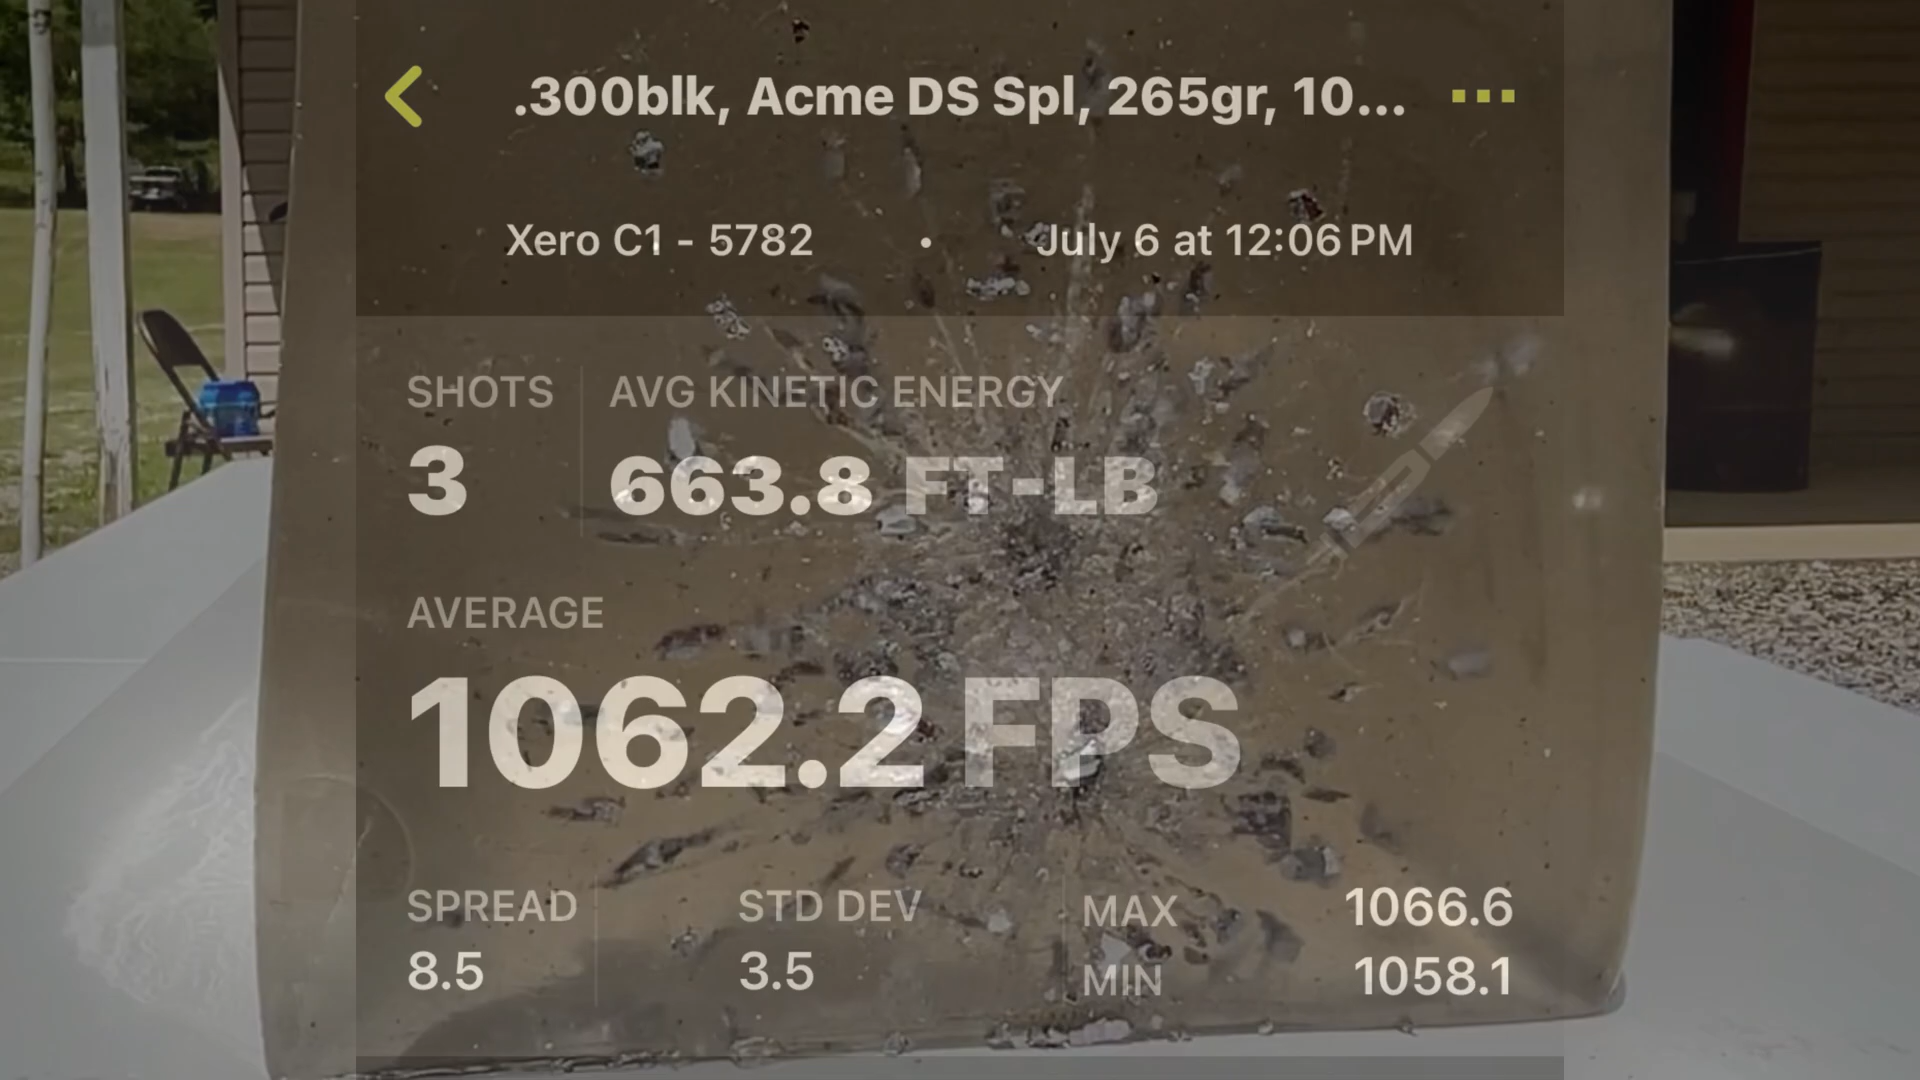 .300blk, Acme DS Spl, 265gr, 10...
Xero C1 - 5782 • July 6 at 12:06 PM
SHOTS AVG KINETIC ENERGY
3 663.8 FT-LB
AVERAGE
1062.2 FPS
SPREAD STD DEV MAX 1066.6
8.5 3.5 MIN 1058.1